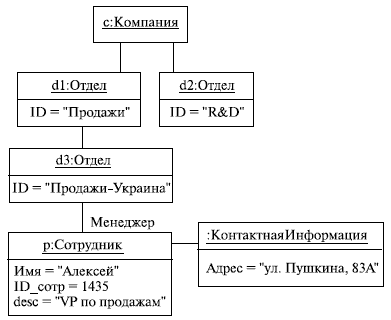 c:Компания
d1:Отдел
ID = "Продажи"
d2:Отдел
ID = "R&D"
d3:Отдел
ID = "Продажи-Украина"
Менеджер
p:Сотрудник
Имя = "Алексей"
ID_сотр = 1435
desc = "VP по продажам"
:КонтактнаяИнформация
Адрес = "ул. Пушкина, 83А"